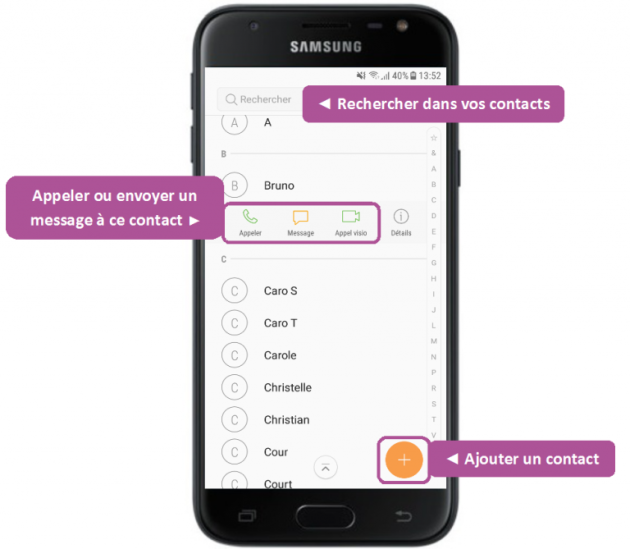 SAMSUNG
40% 13:52
Rechercher
◄ Rechercher dans vos contacts
A A
B
B Bruno
Appeler ou envoyer un
message à ce contact ►
Appeler Message Appel visio Détails
C
C Caro S
C Caro T
C Carole
C Christelle
C Christian
C Cour
C Court
&
A
B
C
D
E
F
G
H
I
J
L
M
N
P
R
S
T
V
◄ Ajouter un contact